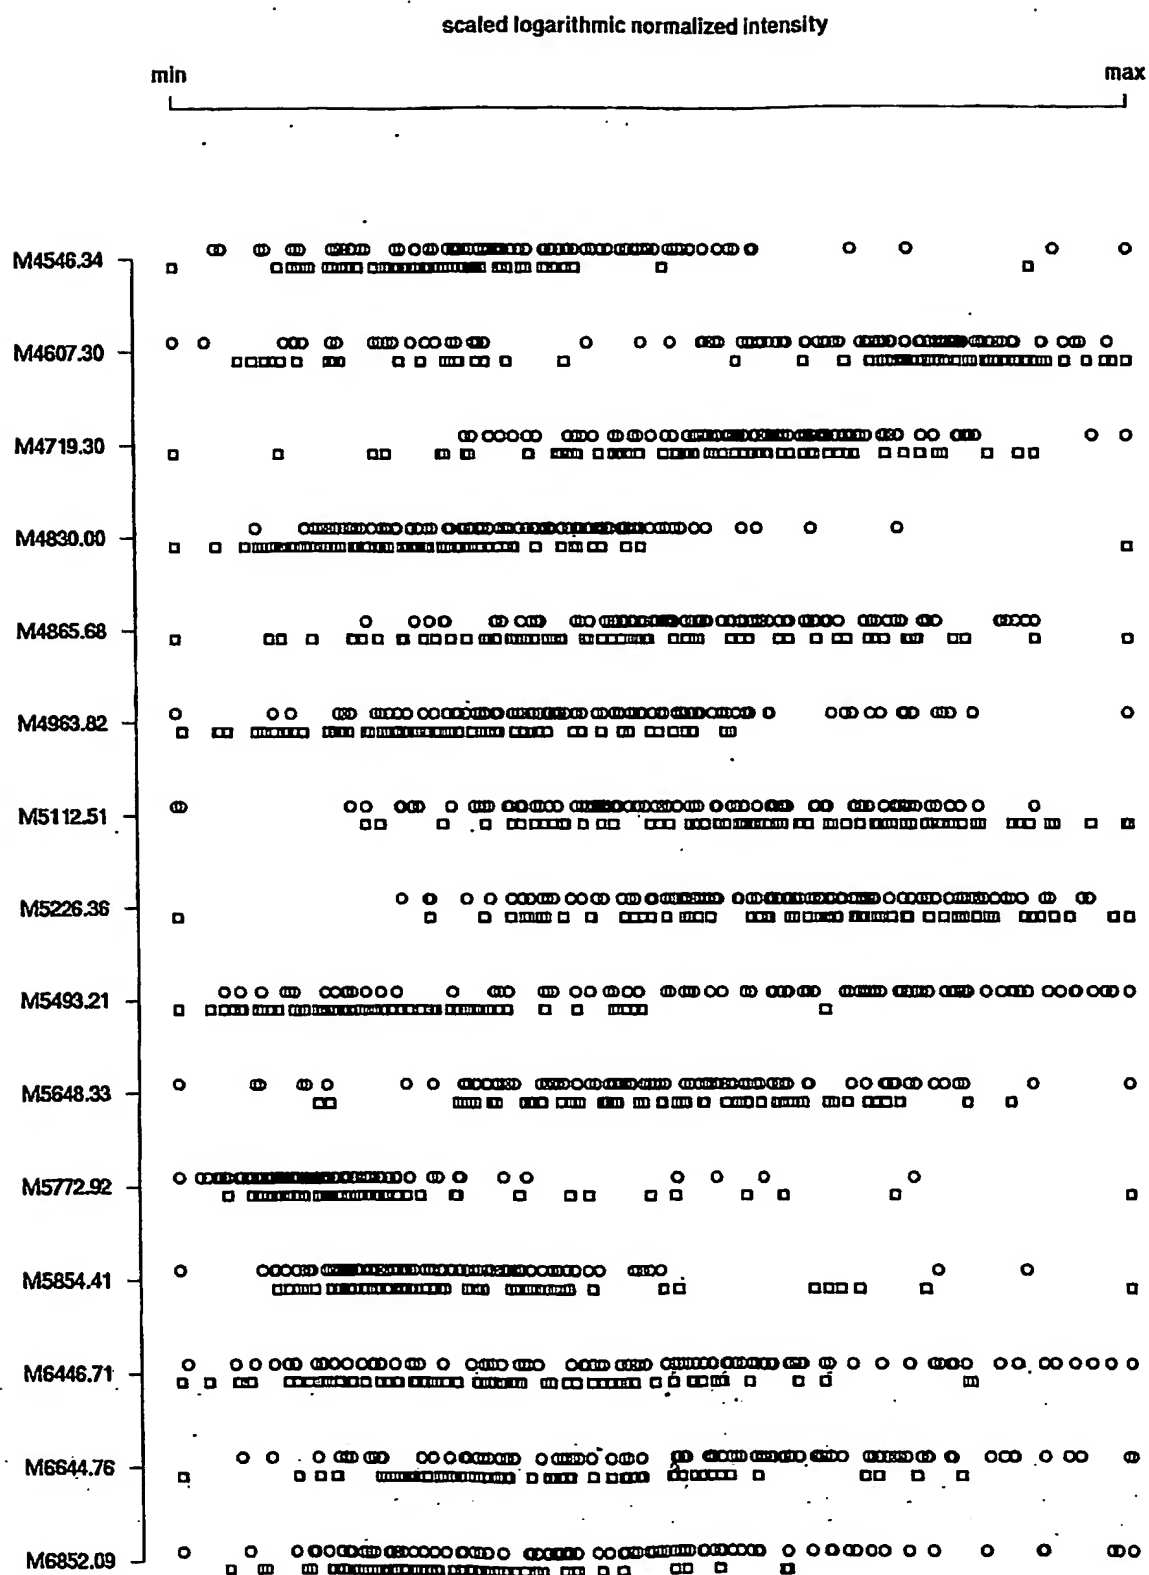 scaled logarithmic normalized intensity
min max
M4546.34
M4607.30
M4719.30
M4830.00
M4865.68
M4963.82
M5112.51
M5226.36
M5493.21
M5648.33
M5772.92
M5854.41
M6446.71
M6644.76
M6852.09